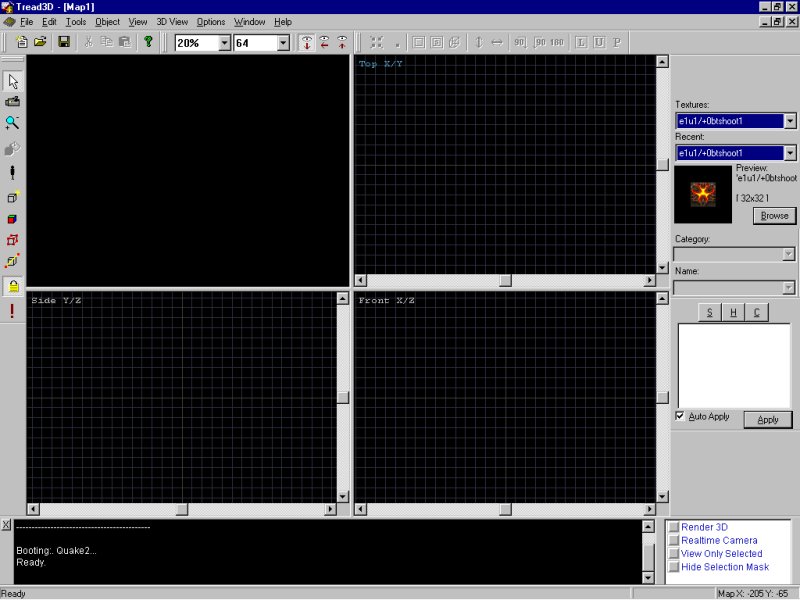 Tread3D - [Map1]
File Edit Tools Object View 3D View Options Window Help
20% 64 90 90 180 L U P
Top X/Y
Textures:
e1u1/+0btshoot1
Recent:
e1u1/+0btshoot1
Preview:
'e1u1/+0btshoot
[ 32x32 ]
Browse
Category:
Name:
Side Y/Z
Front X/Z
S H C
Auto Apply
Apply
-------------------------------------------
Booting:. Quake2...
Ready.
Render 3D
Realtime Camera
View Only Selected
Hide Selection Mask
Ready
Map X: -205 Y: -65